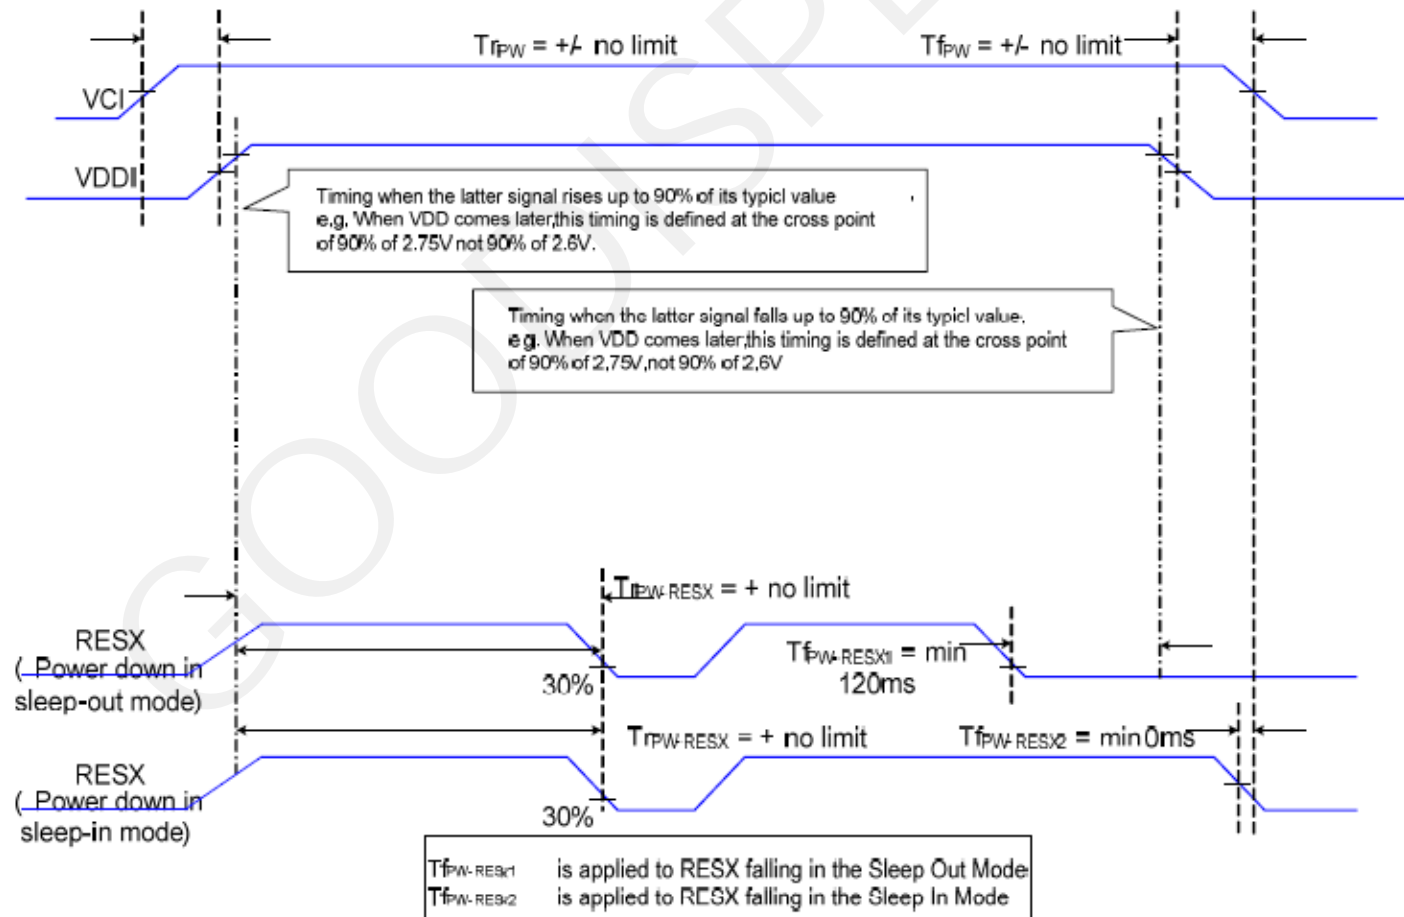 TrPW = +/- no limit
TfPW = +/- no limit
VCI
VDDI
Timing when the latter signal rises up to 90% of its typicl value
e,g, When VDD comes later,this timing is defined at the cross point
of 90% of 2.75V not 90% of 2.6V.
Timing when the latter signal falls up to 90% of its typicl value,
e g. When VDD comes later,this timing is defined at the cross point
of 90% of 2,75V,not 90% of 2,6V
TrPW-RESX = + no limit
RESX
( Power down in
sleep-out mode)
30%
TfPW-RESX1 = min
120ms
TrPW-RESX = + no limit
TfPW-RESX2 = min 0ms
RESX
( Power down in
sleep-in mode)
30%
TfPW-RESx1 is applied to RESX falling in the Sleep Out Mode
TfPW-RESx2 is applied to RESX falling in the Sleep In Mode
GOODISPL